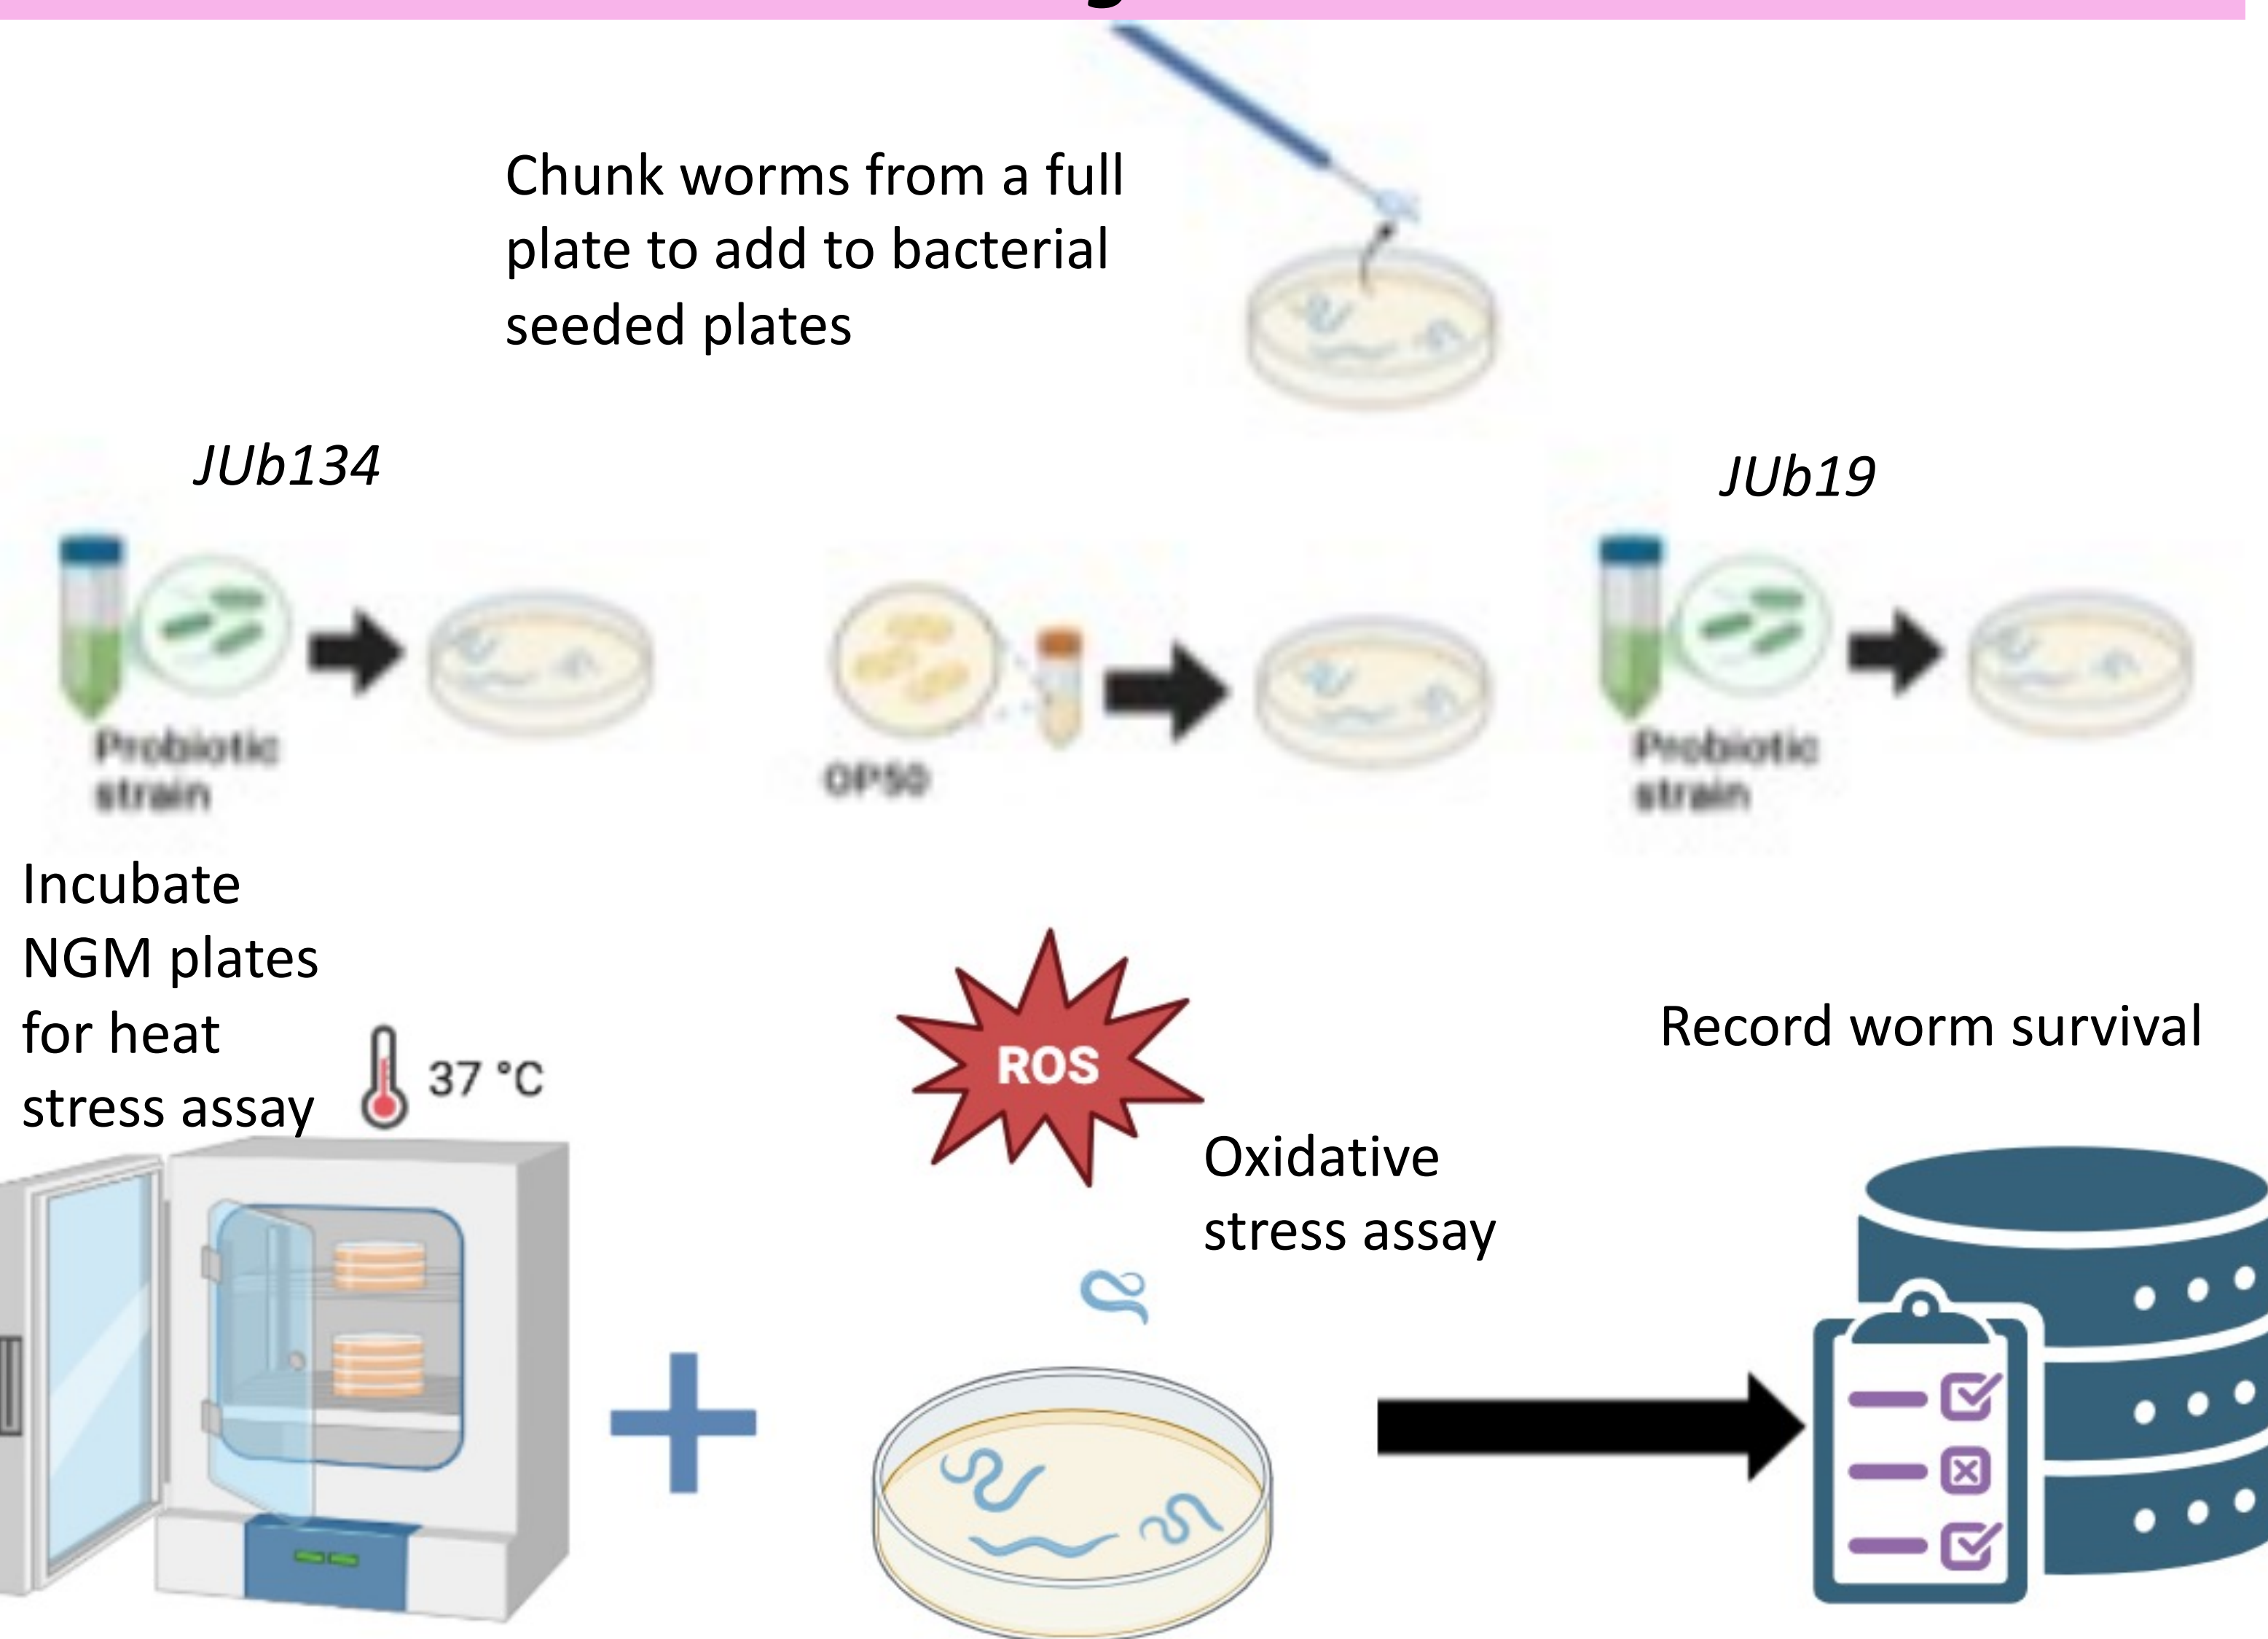 Chunk worms from a full
plate to add to bacterial
seeded plates
JUb134
JUb19
Probiotic
strain
OP50
Probiotic
strain
Incubate
NGM plates
for heat
stress assay
37 °C
ROS
Oxidative
stress assay
Record worm survival